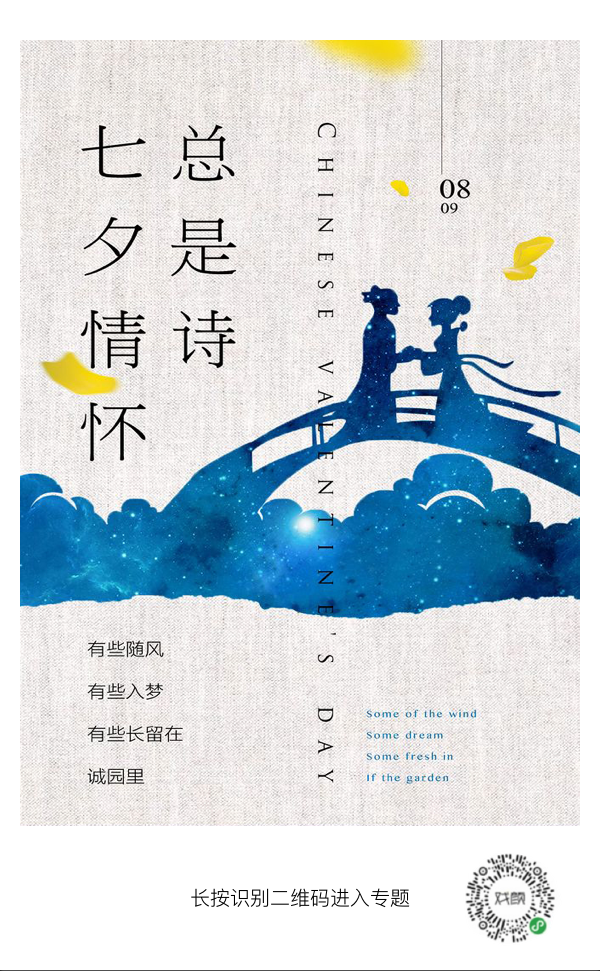 总是诗
七夕情怀
CHINESE VALENTINE'S DAY
08
09
有些随风
有些入梦
有些长留在
诚园里
Some of the wind
Some dream
Some fresh in
If the garden
长按识别二维码进入专题
戏颜